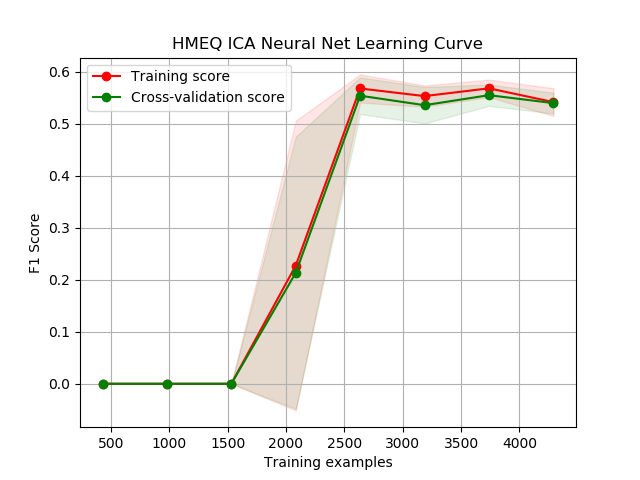 HMEQ ICA Neural Net Learning Curve
Training score
Cross-validation score
0.6
0.5
0.4
0.3
0.2
0.1
0.0
F1 Score
500 1000 1500 2000 2500 3000 3500 4000
Training examples